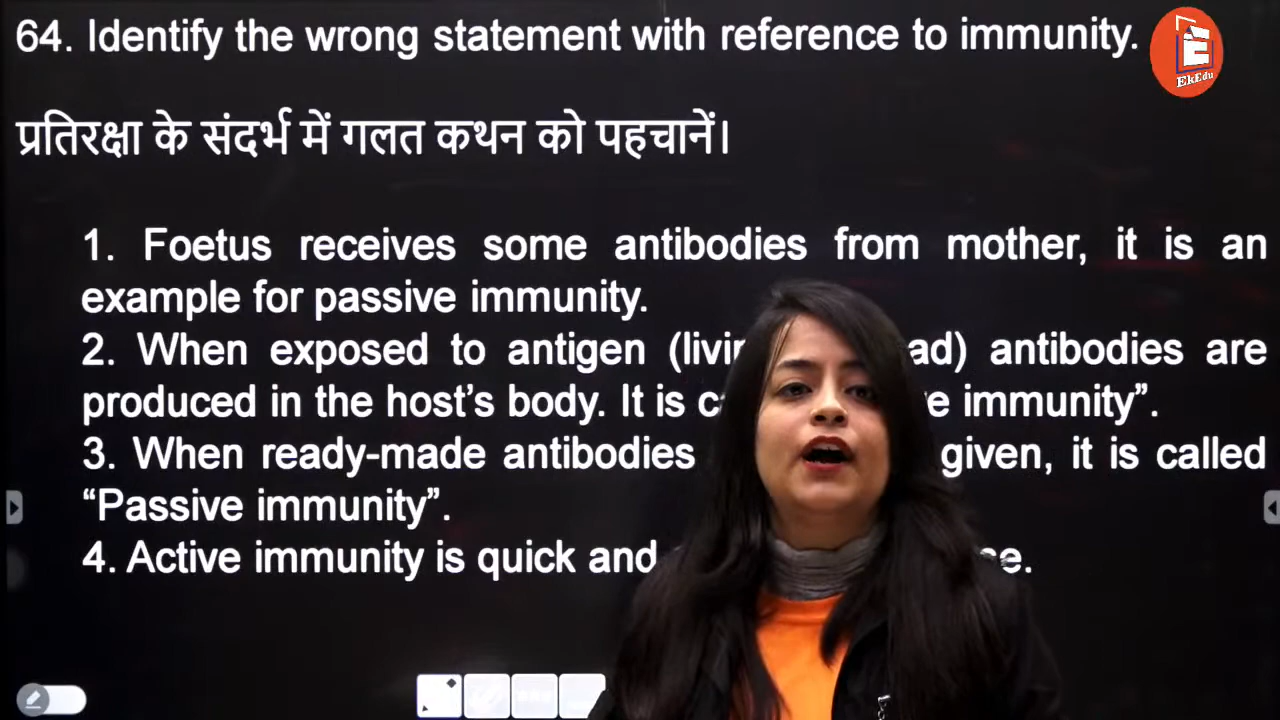 64. Identify the wrong statement with reference to immunity.
EkEdu
प्रतिरक्षा के संदर्भ में गलत कथन को पहचानें।
1. Foetus receives some antibodies from mother, it is an
example for passive immunity.
2. When exposed to antigen antibodies are
produced in the host's body. It is immunity”.
3. When ready-made antibodies given, it is called
“Passive immunity”.
4. Active immunity is quick and